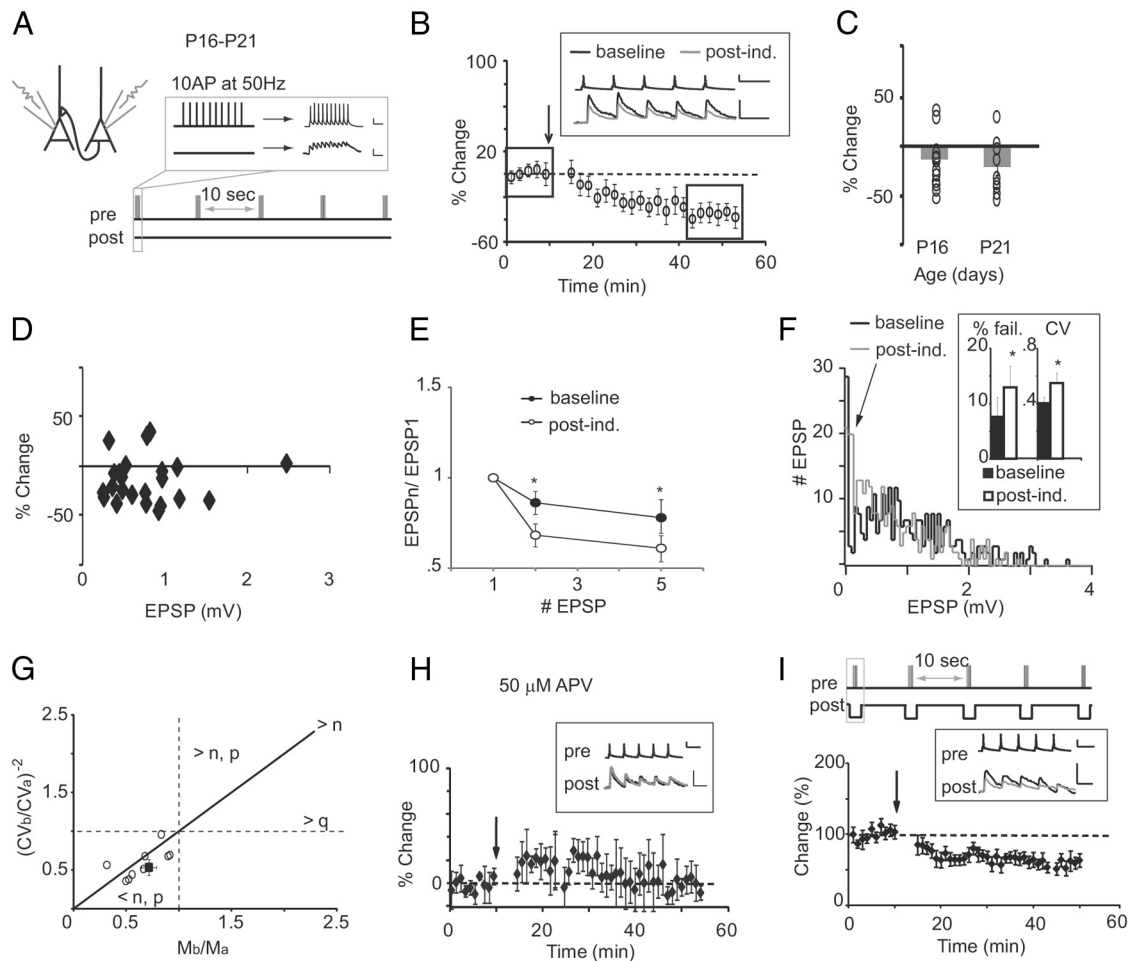 A
P16-P21
10AP at 50Hz
10 sec
pre
post
B
baseline post-ind.
100
20
-60
% Change
0 20 40 60
Time (min)
C
50
0
-50
% Change
P16 P21
Age (days)
D
50
0
-50
% Change
0 1 2 3
EPSP (mV)
E
1.5
1
.5
EPSPn/ EPSP1
baseline
post-ind.
*
*
1 3 5
# EPSP
F
baseline
post-ind.
30
20
10
0
# EPSP
0 1 2 4
EPSP (mV)
% fail. CV
20
10
0
.8
.4
* *
baseline
post-ind.
G
2.5
1.5
0.5
0
(CVb/CVa)-2
> n
> n, p
> q
< n, p
0.5 1.5 2.5
Mb/Ma
H
50 µM APV
pre
post
100
0
% Change
0 20 40 60
Time (min)
I
10 sec
pre
post
pre
post
200
100
0
Change (%)
0 20 40 60
Time (min)